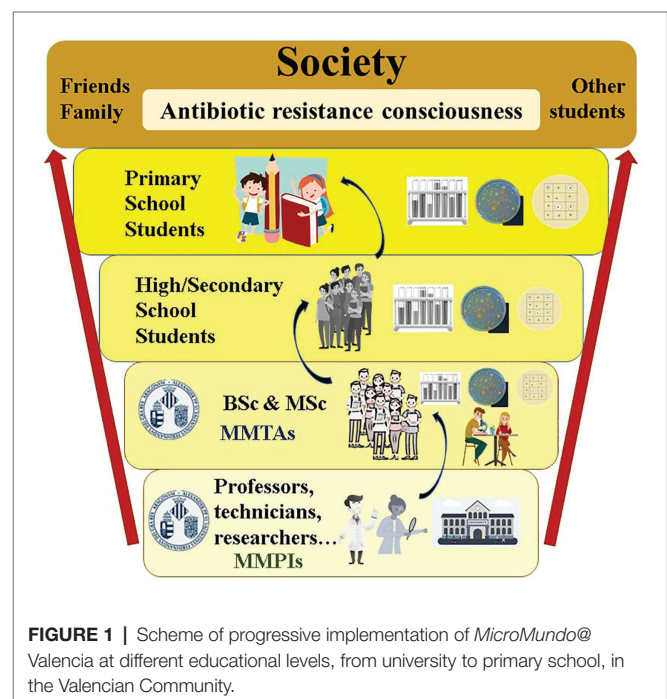 Society
Friends
Family
Antibiotic resistance consciousness
Other
students
Primary
School
Students
High/Secondary
School
Students
BSc & MSc
MMTAs
Professors,
technicians,
researchers...
MMPIs
FIGURE 1 | Scheme of progressive implementation of MicroMundo@
Valencia at different educational levels, from university to primary school, in
the Valencian Community.